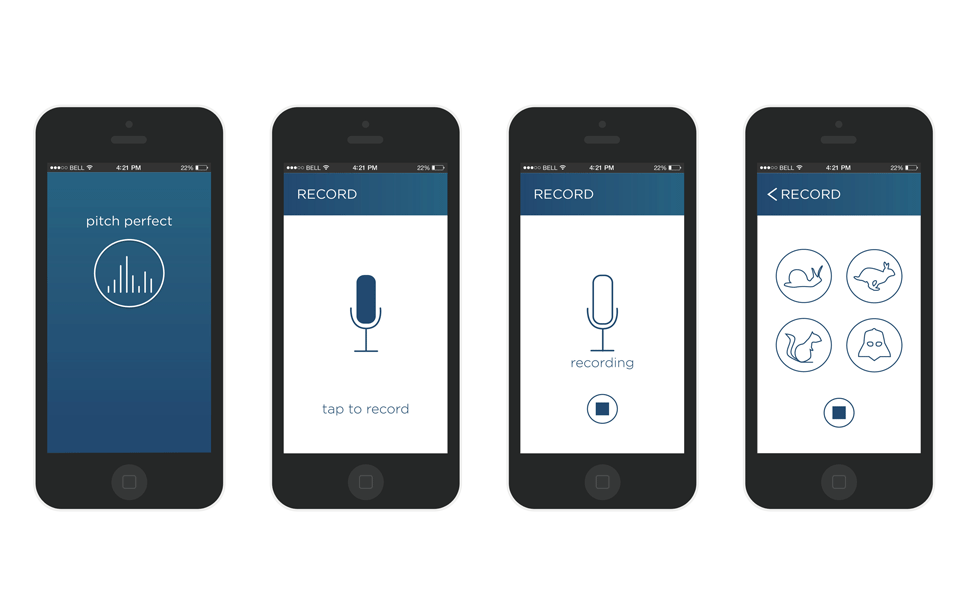 BELL 4:21 PM 22%
pitch perfect
BELL 4:21 PM 22%
RECORD
tap to record
BELL 4:21 PM 22%
RECORD
recording
BELL 4:21 PM 22%
RECORD